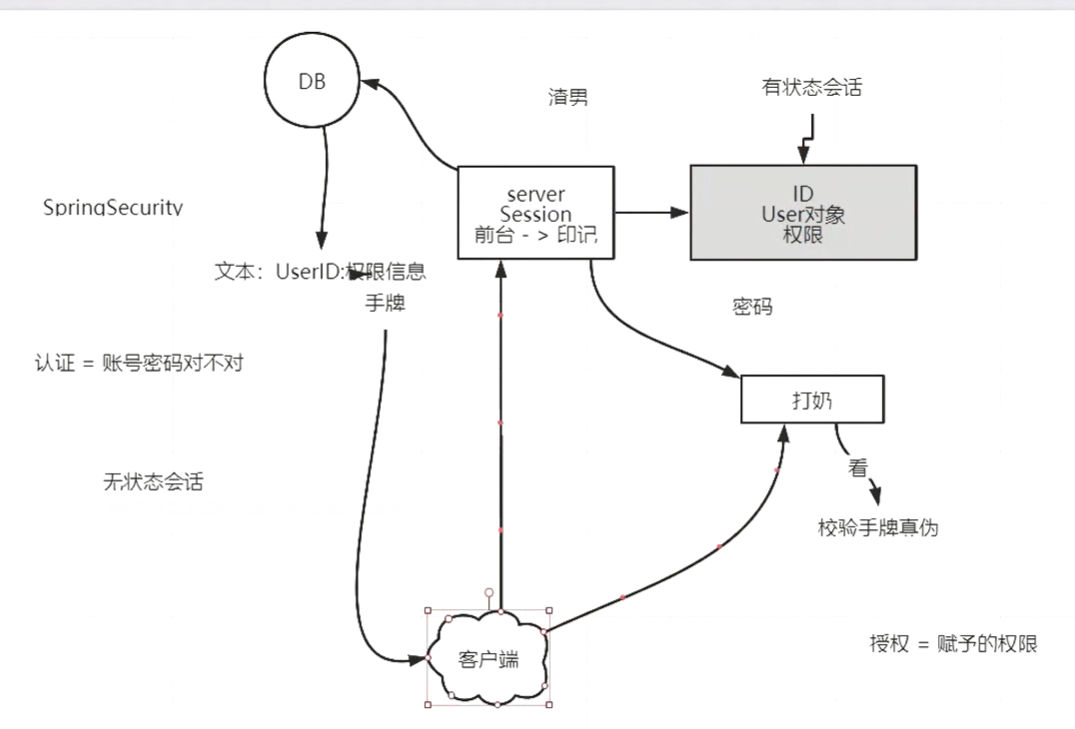 DB
渣男
有状态会话
server
Session
前台 - > 印记
ID
User对象
权限
SpringSecurity
文本：UserID:权限信息
手牌
密码
认证 = 账号密码对不对
打奶
看
无状态会话
校验手牌真伪
授权 = 赋予的权限
客户端